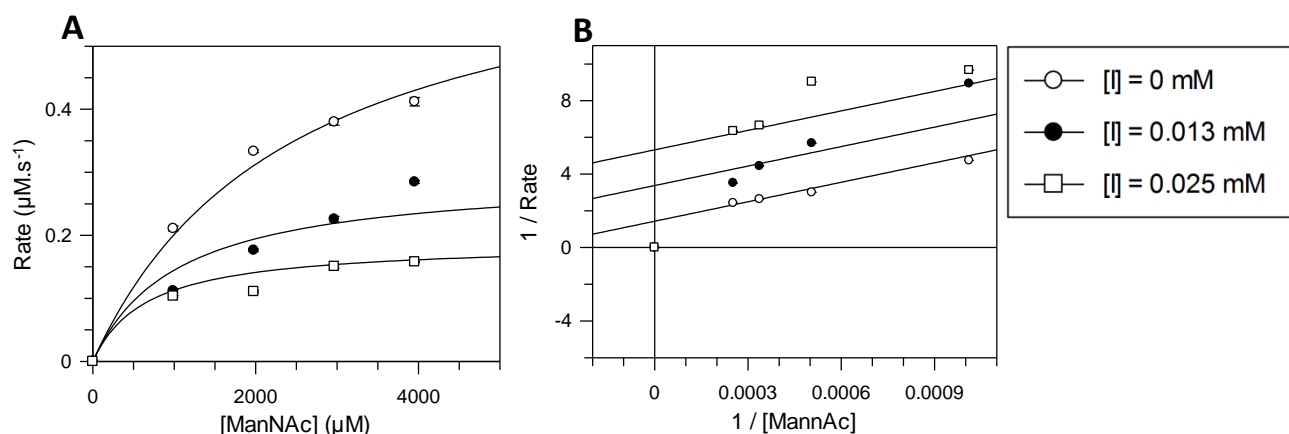 A
Rate (µM.s-1)
0.4
0.2
0
0
2000
4000
[ManNAc] (µM)
B
1 / Rate
8
4
0
-4
0
0.0003
0.0006
0.0009
1 / [MannAc]
[I] = 0 mM
[I] = 0.013 mM
[I] = 0.025 mM